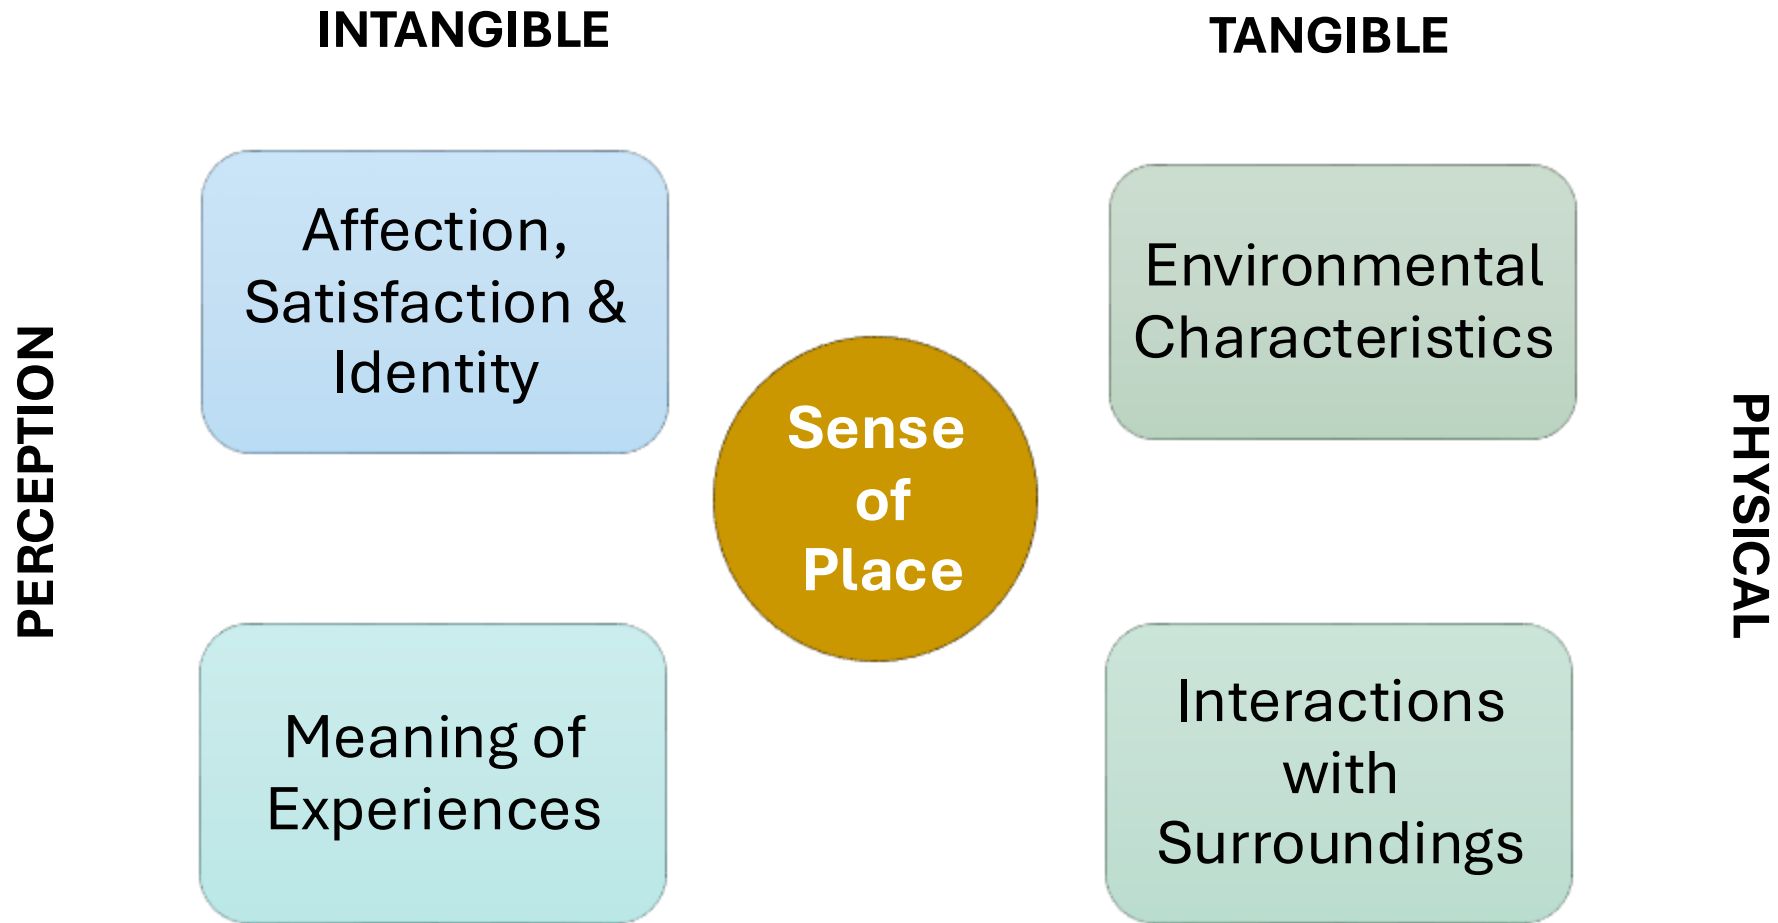 INTANGIBLE
TANGIBLE
PERCEPTION
Affection,
Satisfaction &
Identity
Environmental
Characteristics
Sense
of
Place
PHYSICAL
Meaning of
Experiences
Interactions
with
Surroundings